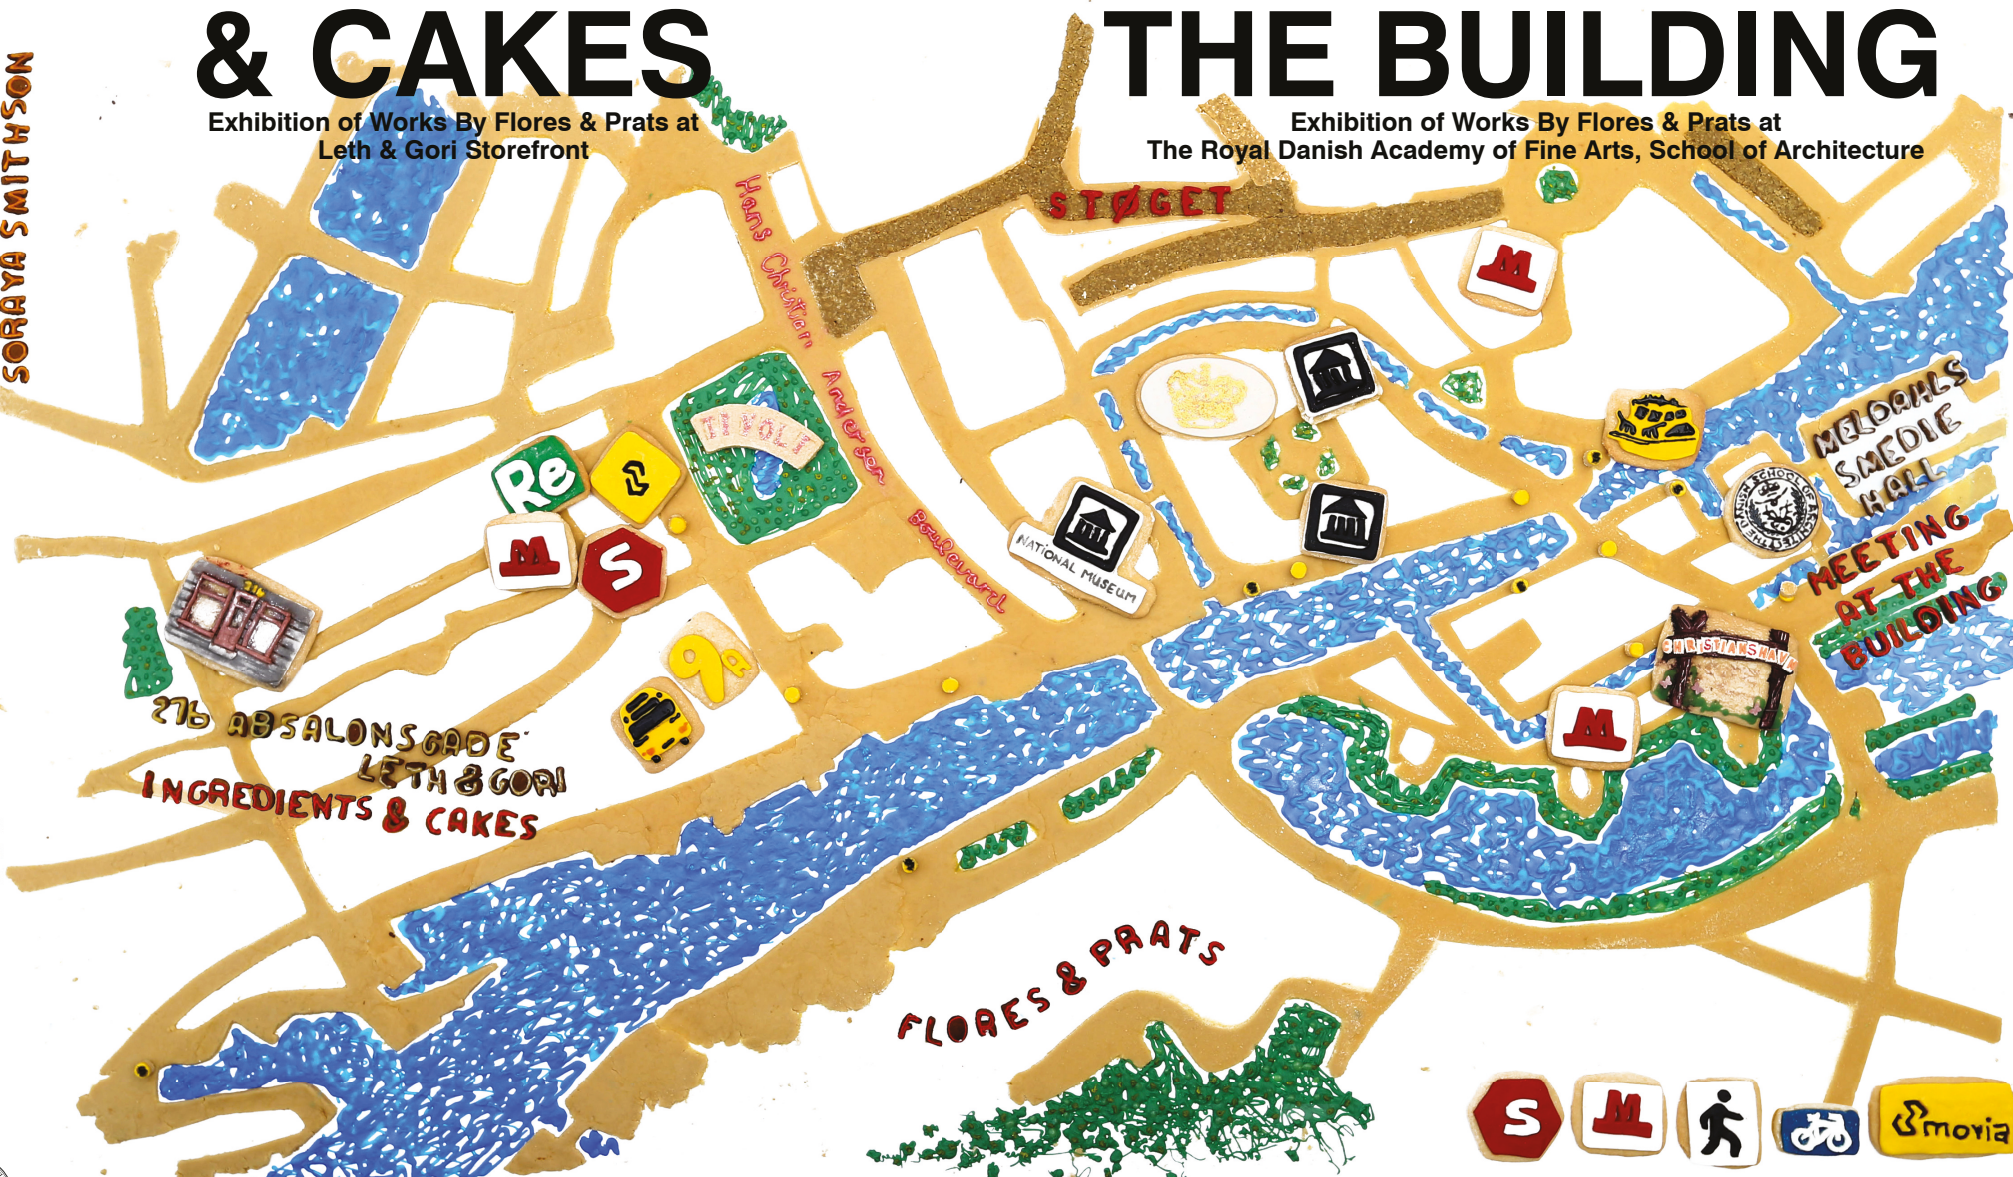 & CAKES
Exhibition of Works By Flores & Prats at
Leth & Gori Storefront
THE BUILDING
Exhibition of Works By Flores & Prats at
The Royal Danish Academy of Fine Arts, School of Architecture
SORAYA SMITHSON
STØGET
Hans Christian Anderson Boulevard
M
TIVOLI
Re
M
S
NATIONAL MUSEUM
MELDAHLS
SMEDIE
HALL
MEETING
AT THE
BUILDING
CHRISTIANSHAVN
M
21b
9a
27b ABSALONSGADE
LETH & GORI
INGREDIENTS & CAKES
FLORES & PRATS
S
M
movia